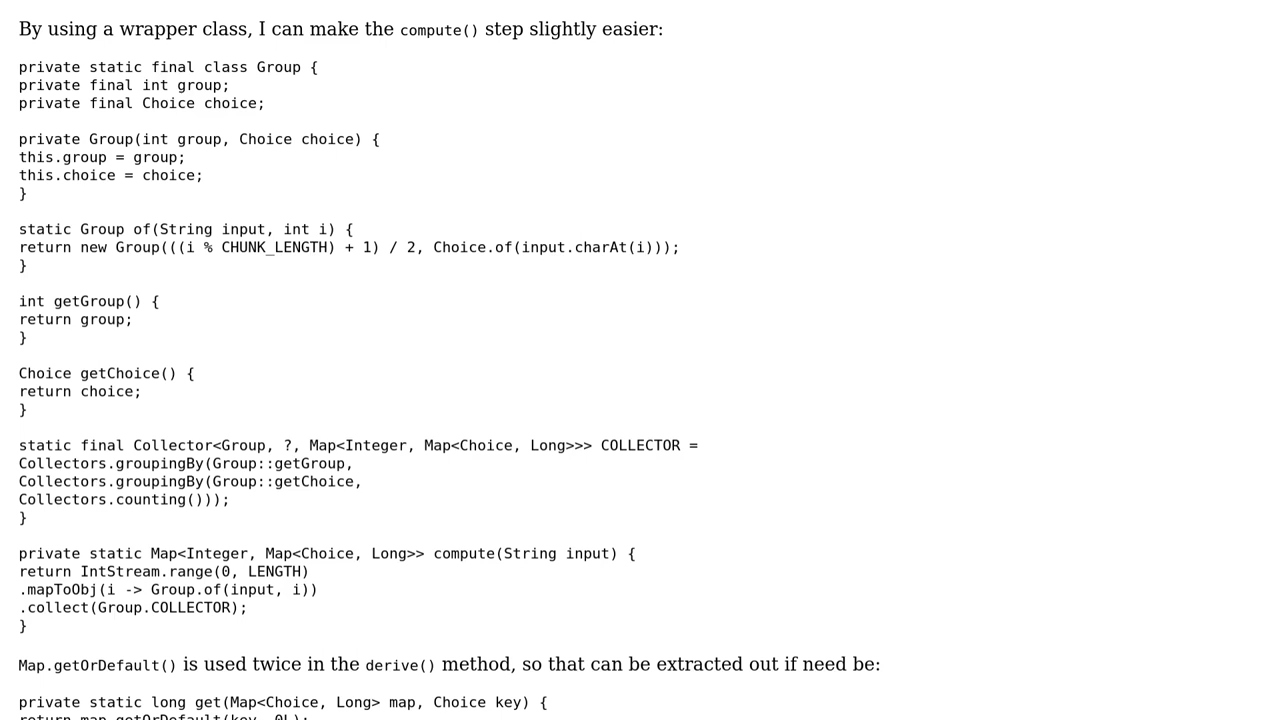 By using a wrapper class, I can make the compute() step slightly easier:
private static final class Group {
private final int group;
private final Choice choice;
private Group(int group, Choice choice) {
this.group = group;
this.choice = choice;
}
static Group of(String input, int i) {
return new Group(((i % CHUNK_LENGTH) + 1) / 2, Choice.of(input.charAt(i)));
}
int getGroup() {
return group;
}
Choice getChoice() {
return choice;
}
static final Collector<Group, ?, Map<Integer, Map<Choice, Long>>> COLLECTOR =
Collectors.groupingBy(Group::getGroup,
Collectors.groupingBy(Group::getChoice,
Collectors.counting()));
}
private static Map<Integer, Map<Choice, Long>> compute(String input) {
return IntStream.range(0, LENGTH)
.mapToObj(i -> Group.of(input, i))
.collect(Group.COLLECTOR);
}
Map.getOrDefault() is used twice in the derive() method, so that can be extracted out if need be:
private static long get(Map<Choice, Long> map, Choice key) {
return map.getOrDefault(key, 0L);